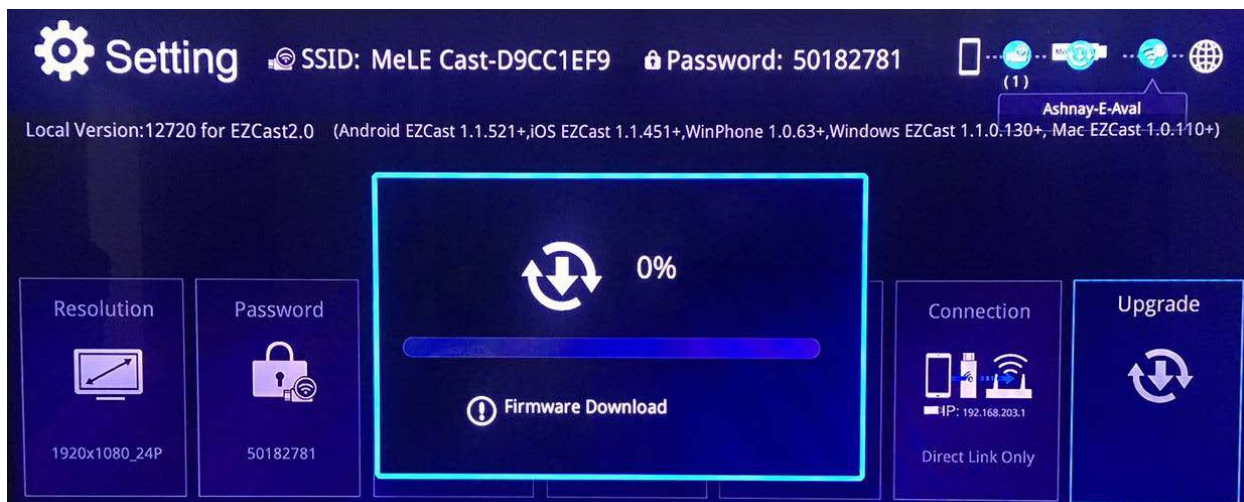 Setting
SSID: MeLE Cast-D9CC1EF9
Password: 50182781
(1)
Ashnay-E-Aval
Local Version:12720 for EZCast2.0 (Android EZCast 1.1.521+,iOS EZCast 1.1.451+,WinPhone 1.0.63+,Windows EZCast 1.1.0.130+, Mac EZCast 1.0.110+)
0%
Firmware Download
Resolution
1920x1080_24P
Password
50182781
Connection
IP: 192.168.203.1
Direct Link Only
Upgrade